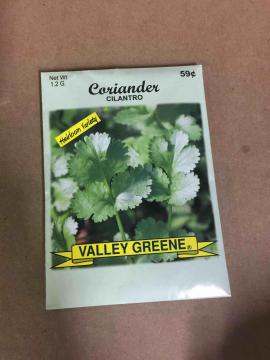 Net Wt
1.2 G.
59¢
Coriander
CILANTRO
Heirloom Variety
VALLEY GREENE®